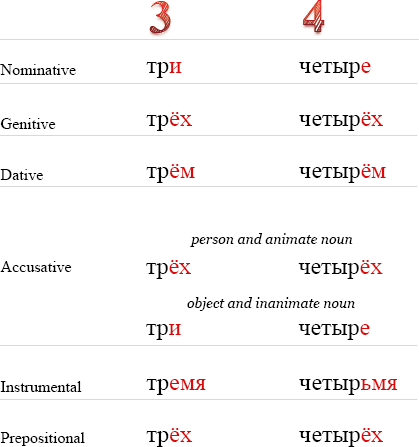 3 4
Nominative три четыре
Genitive трёх четырёх
Dative трём четырём
person and animate noun
Accusative трёх четырёх
object and inanimate noun
три четыре
Instrumental тремя четырьмя
Prepositional трёх четырёх